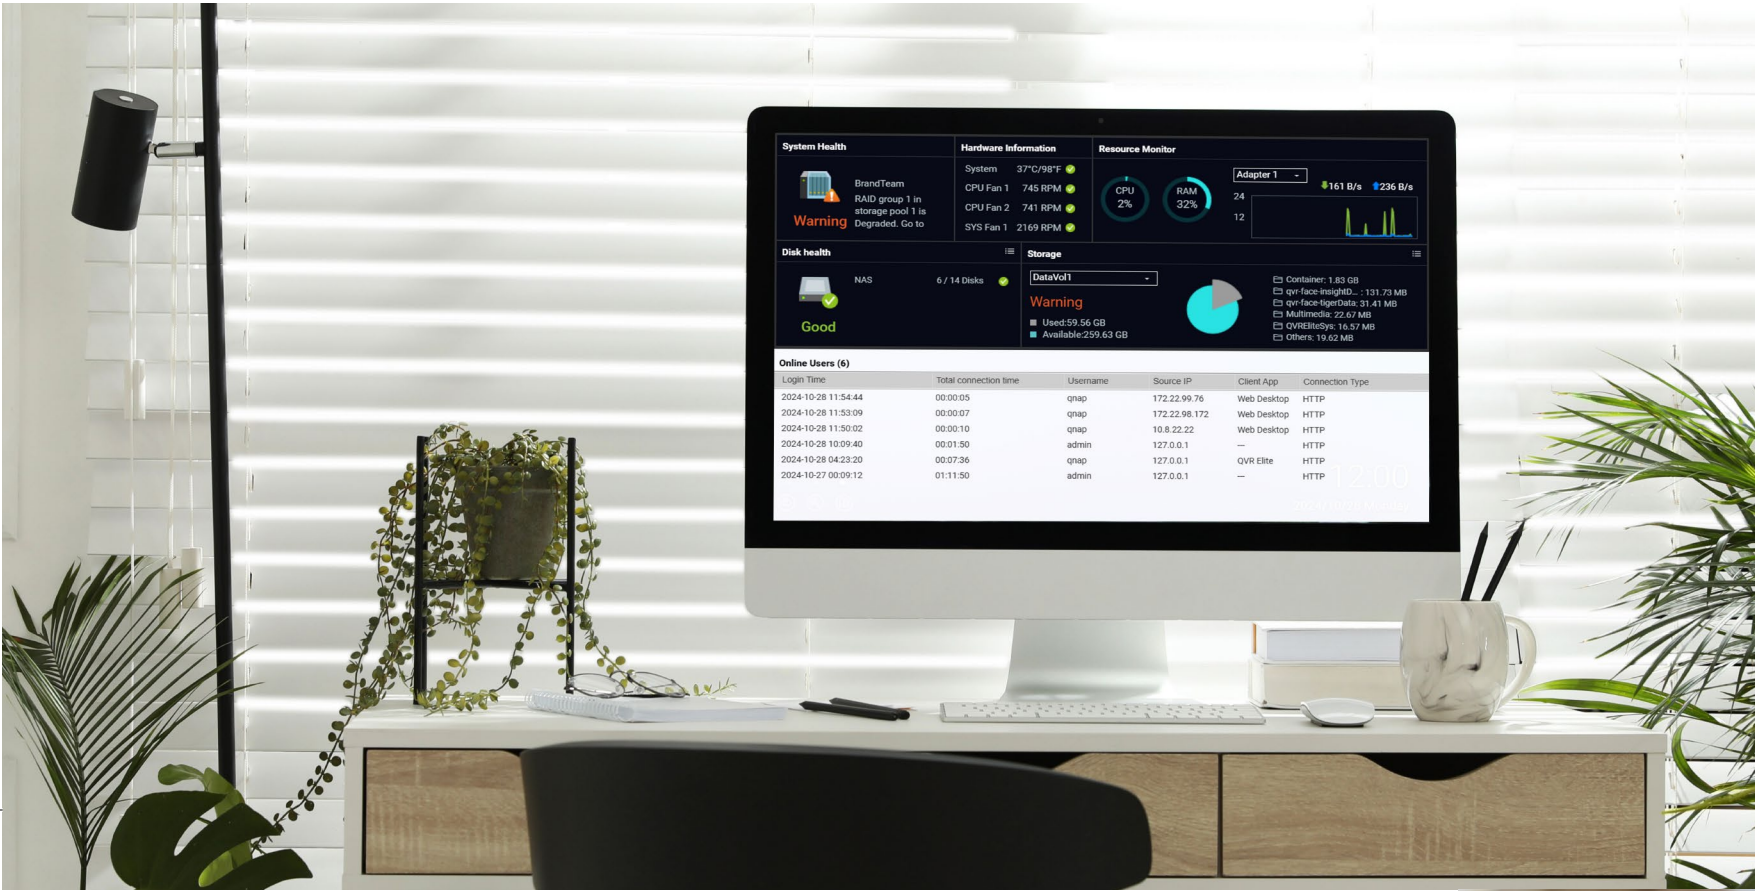 System Health
BrandTeam
RAID group 1 in
storage pool 1 is
Degraded. Go to
Warning
Hardware Information
System 37°C/98°F
CPU Fan 1 745 RPM
CPU Fan 2 741 RPM
SYS Fan 1 2169 RPM
Resource Monitor
CPU
2%
RAM
32%
Adapter 1
161 B/s 236 B/s
24
12
Disk health
NAS 6 / 14 Disks
Good
Storage
DataVol1
Warning
Used:59.56 GB
Available:259.63 GB
Container: 1.83 GB
qvr-face-insightD... : 131.73 MB
qvr-face-tigerData: 31.41 MB
Multimedia: 22.67 MB
QVREliteSys: 16.57 MB
Others: 19.62 MB
Online Users (6)
Login Time Total connection time Username Source IP Client App Connection Type
2024-10-28 11:54:44 00:00:05 qnap 172.22.99.76 Web Desktop HTTP
2024-10-28 11:53:09 00:00:07 qnap 172.22.98.172 Web Desktop HTTP
2024-10-28 11:50:02 00:00:10 qnap 10.8.22.22 Web Desktop HTTP
2024-10-28 10:09:40 00:01:50 admin 127.0.0.1 — HTTP
2024-10-28 04:23:20 00:07:36 qnap 127.0.0.1 QVR Elite HTTP
2024-10-27 00:09:12 01:11:50 admin 127.0.0.1 — HTTP
12:00